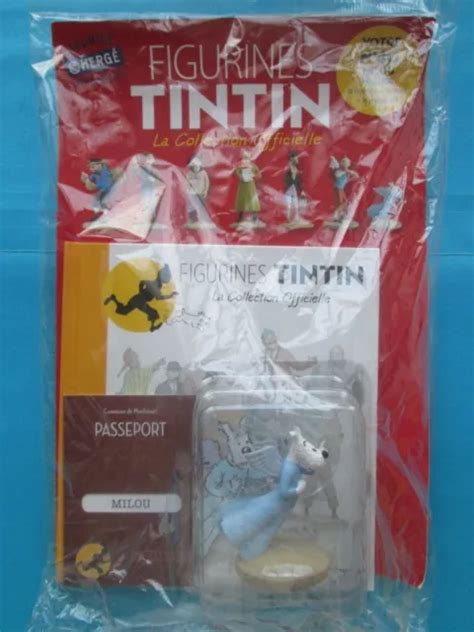 ©HERGÉ
VOTRE
FIGURINES
TINTIN
La Collection Officielle
FIGURINES TINTIN
La Collection Officielle
PASSEPORT
MILOU